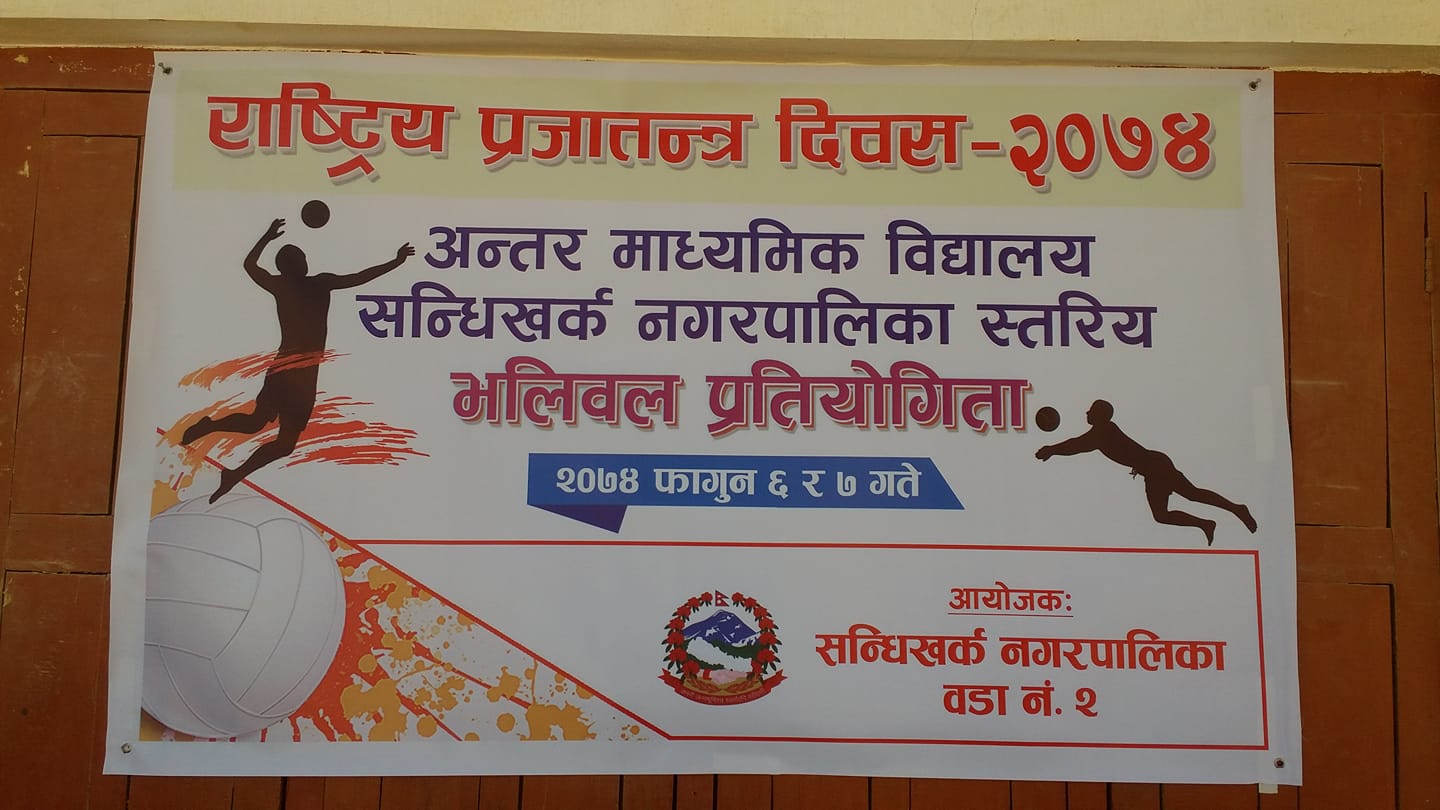 राष्ट्रिय प्रजातन्त्र दिवस-२०७४
अन्तर माध्यमिक विद्यालय
सन्धिखर्क नगरपालिका स्तरिय
भलिवल प्रतियोगिता
२०७४ फागुन ६ र ७ गते
आयोजकः
सन्धिखर्क नगरपालिका
वडा नं. २